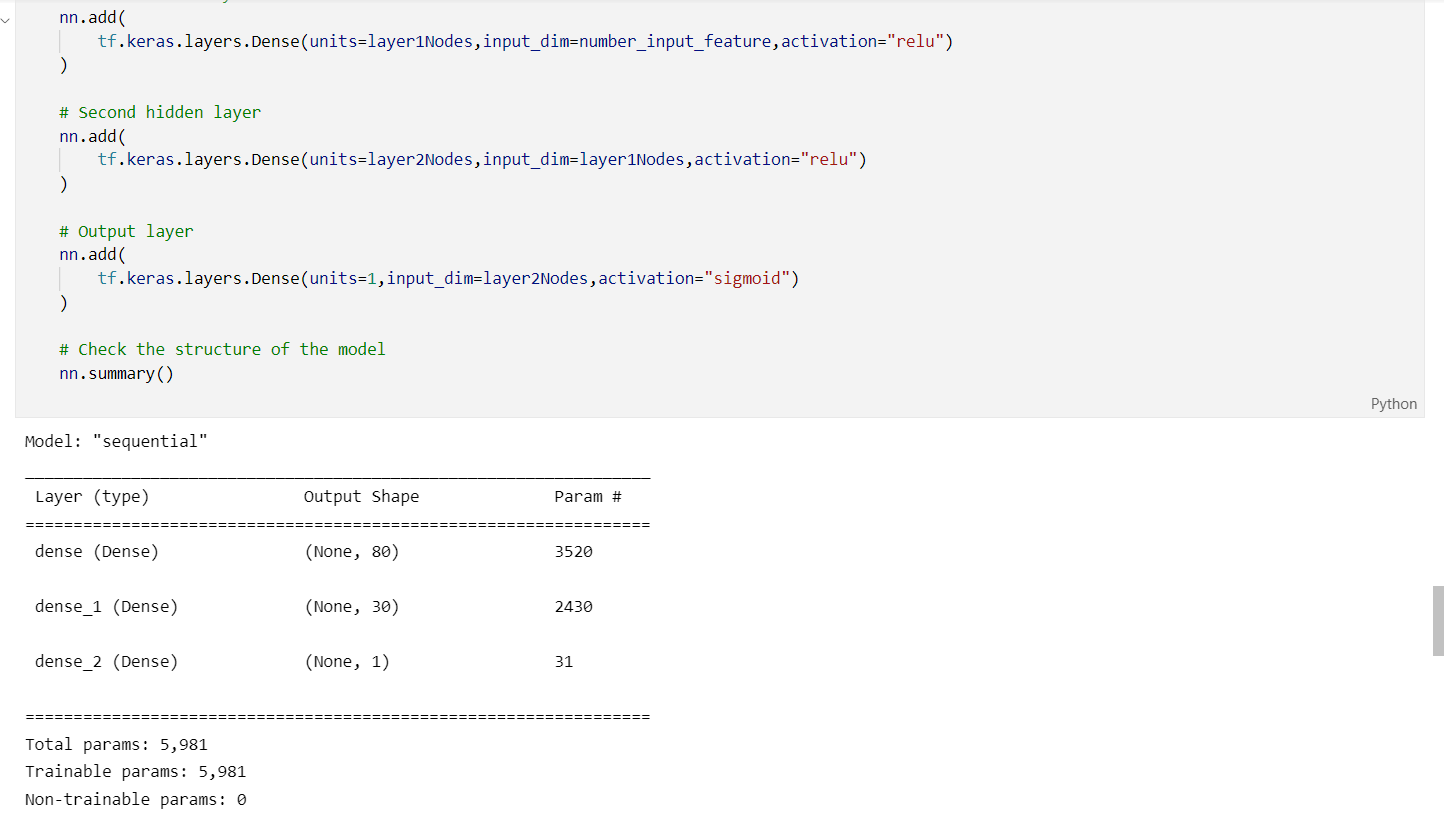 nn.add(
    tf.keras.layers.Dense(units=layer1Nodes,input_dim=number_input_feature,activation="relu")
)
# Second hidden layer
nn.add(
    tf.keras.layers.Dense(units=layer2Nodes,input_dim=layer1Nodes,activation="relu")
)
# Output layer
nn.add(
    tf.keras.layers.Dense(units=1,input_dim=layer2Nodes,activation="sigmoid")
)
# Check the structure of the model
nn.summary()
Python
Model: "sequential"
_________________________________________________________________
Layer (type) Output Shape Param #
=================================================================
dense (Dense) (None, 80) 3520
dense_1 (Dense) (None, 30) 2430
dense_2 (Dense) (None, 1) 31
=================================================================
Total params: 5,981
Trainable params: 5,981
Non-trainable params: 0